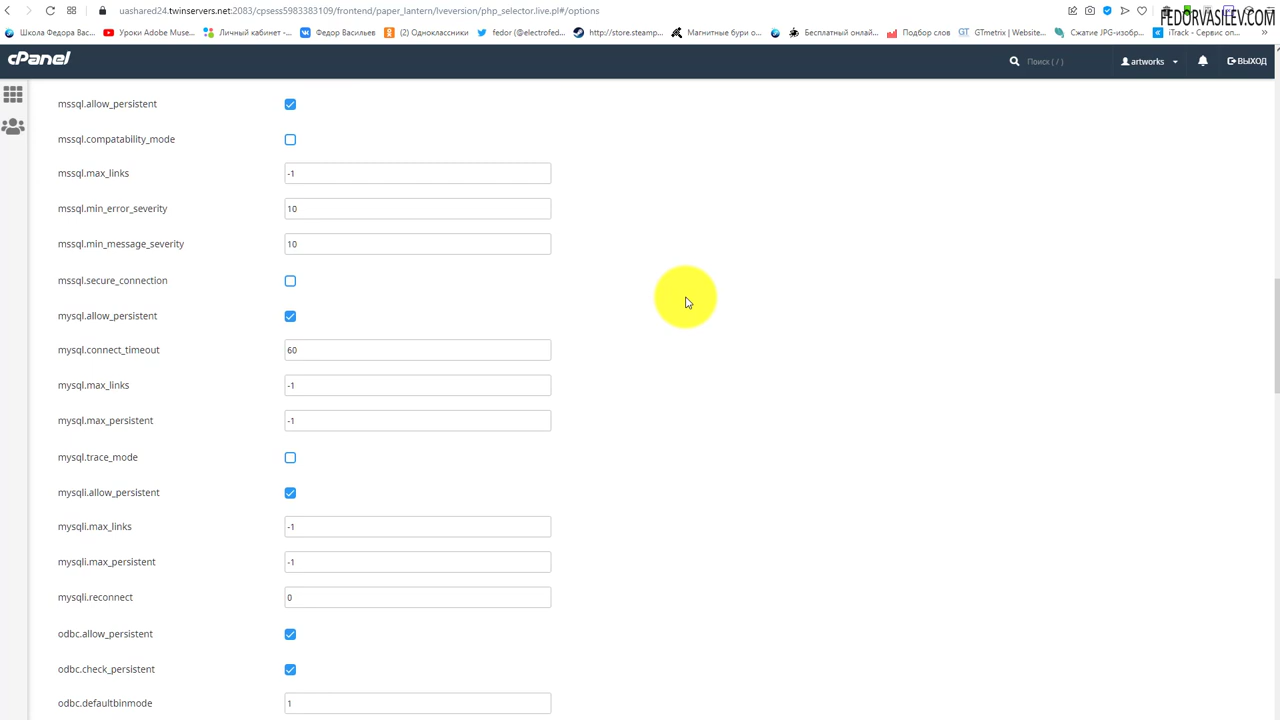 uashared24.twinservers.net:2083/cpsess5983383109/frontend/paper_lantern/lveversion/php_selector.live.pl#/options
FEDORVASILEV.COM
Школа Федора Вас... Уроки Adobe Muse... Личный кабинет -... Федор Васильев (2) Одноклассники fedor (@electrofed... http://store.steamp... Магнитные бури о... Бесплатный онлай... Подбор слов GTmetrix | Website... Сжатие JPG-изобр... iTrack - Сервис оп...
cPanel Поиск ( / ) artworks ВЫХОД
mssql.allow_persistent
mssql.compatability_mode
mssql.max_links -1
mssql.min_error_severity 10
mssql.min_message_severity 10
mssql.secure_connection
mysql.allow_persistent
mysql.connect_timeout 60
mysql.max_links -1
mysql.max_persistent -1
mysql.trace_mode
mysqli.allow_persistent
mysqli.max_links -1
mysqli.max_persistent -1
mysqli.reconnect 0
odbc.allow_persistent
odbc.check_persistent
odbc.defaultbinmode 1